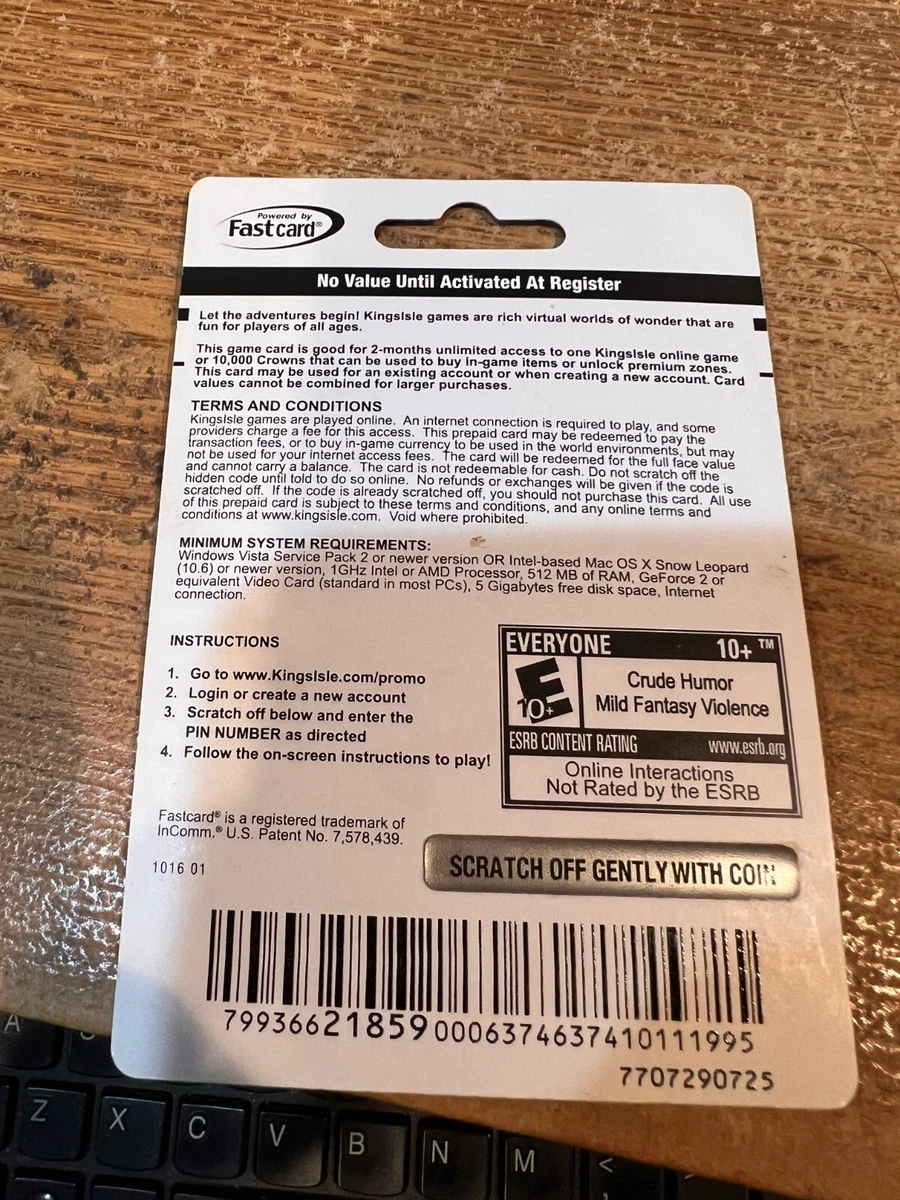 Powered by
Fastcard®
No Value Until Activated At Register
Let the adventures begin! KingsIsle games are rich virtual worlds of wonder that are
fun for players of all ages.
This game card is good for 2-months unlimited access to one KingsIsle online game
or 10,000 Crowns that can be used to buy in-game items or unlock premium zones.
This card may be used for an existing account or when creating a new account. Card
values cannot be combined for larger purchases.
TERMS AND CONDITIONS
KingsIsle games are played online. An internet connection is required to play, and some
providers charge a fee for this access. This prepaid card may be redeemed to pay the
transaction fees, or to buy in-game currency to be used in the world environments, but may
not be used for your internet access fees. The card will be redeemed for the full face value
and cannot carry a balance. The card is not redeemable for cash. Do not scratch off the
hidden code until told to do so online. No refunds or exchanges will be given if the code is
scratched off. If the code is already scratched off, you should not purchase this card. All use
of this prepaid card is subject to these terms and conditions, and any online terms and
conditions at www.kingsisle.com. Void where prohibited.
MINIMUM SYSTEM REQUIREMENTS:
Windows Vista Service Pack 2 or newer version OR Intel-based Mac OS X Snow Leopard
(10.6) or newer version, 1GHz Intel or AMD Processor, 512 MB of RAM, GeForce 2 or
equivalent Video Card (standard in most PCs), 5 Gigabytes free disk space, Internet
connection.
INSTRUCTIONS
1. Go to www.KingsIsle.com/promo
2. Login or create a new account
3. Scratch off below and enter the
PIN NUMBER as directed
4. Follow the on-screen instructions to play!
EVERYONE 10+ ™
E
10+
Crude Humor
Mild Fantasy Violence
ESRB CONTENT RATING www.esrb.org
Online Interactions
Not Rated by the ESRB
Fastcard® is a registered trademark of
InComm.® U.S. Patent No. 7,578,439.
1016 01
SCRATCH OFF GENTLY WITH COIN
799366218590006374637410111995
7707290725
A
Z X C V B N M <